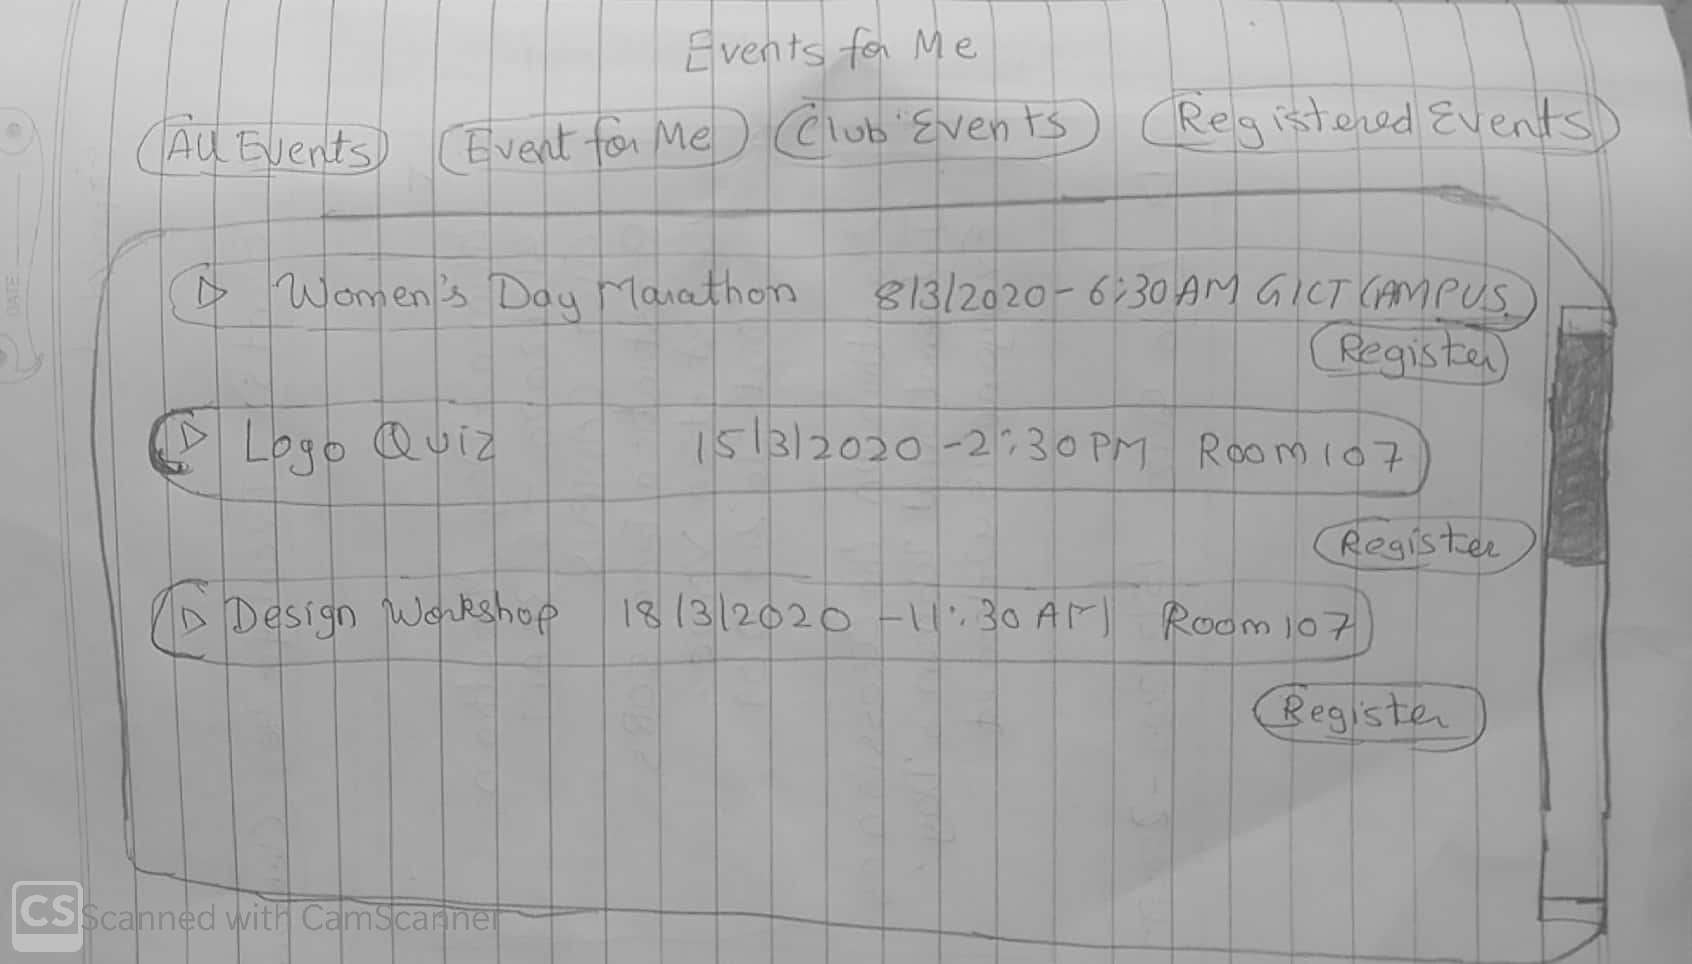 Events for Me
All Events Event for Me Club Events Registered Events
Women's Day Marathon 8/3/2020 - 6:30 AM GICT CAMPUS
Register
Logo Quiz 15/3/2020 - 2:30 PM Room 107
Register
Design Workshop 18/3/2020 - 11:30 AM Room 107
Register
DATE
CS Scanned with CamScanner